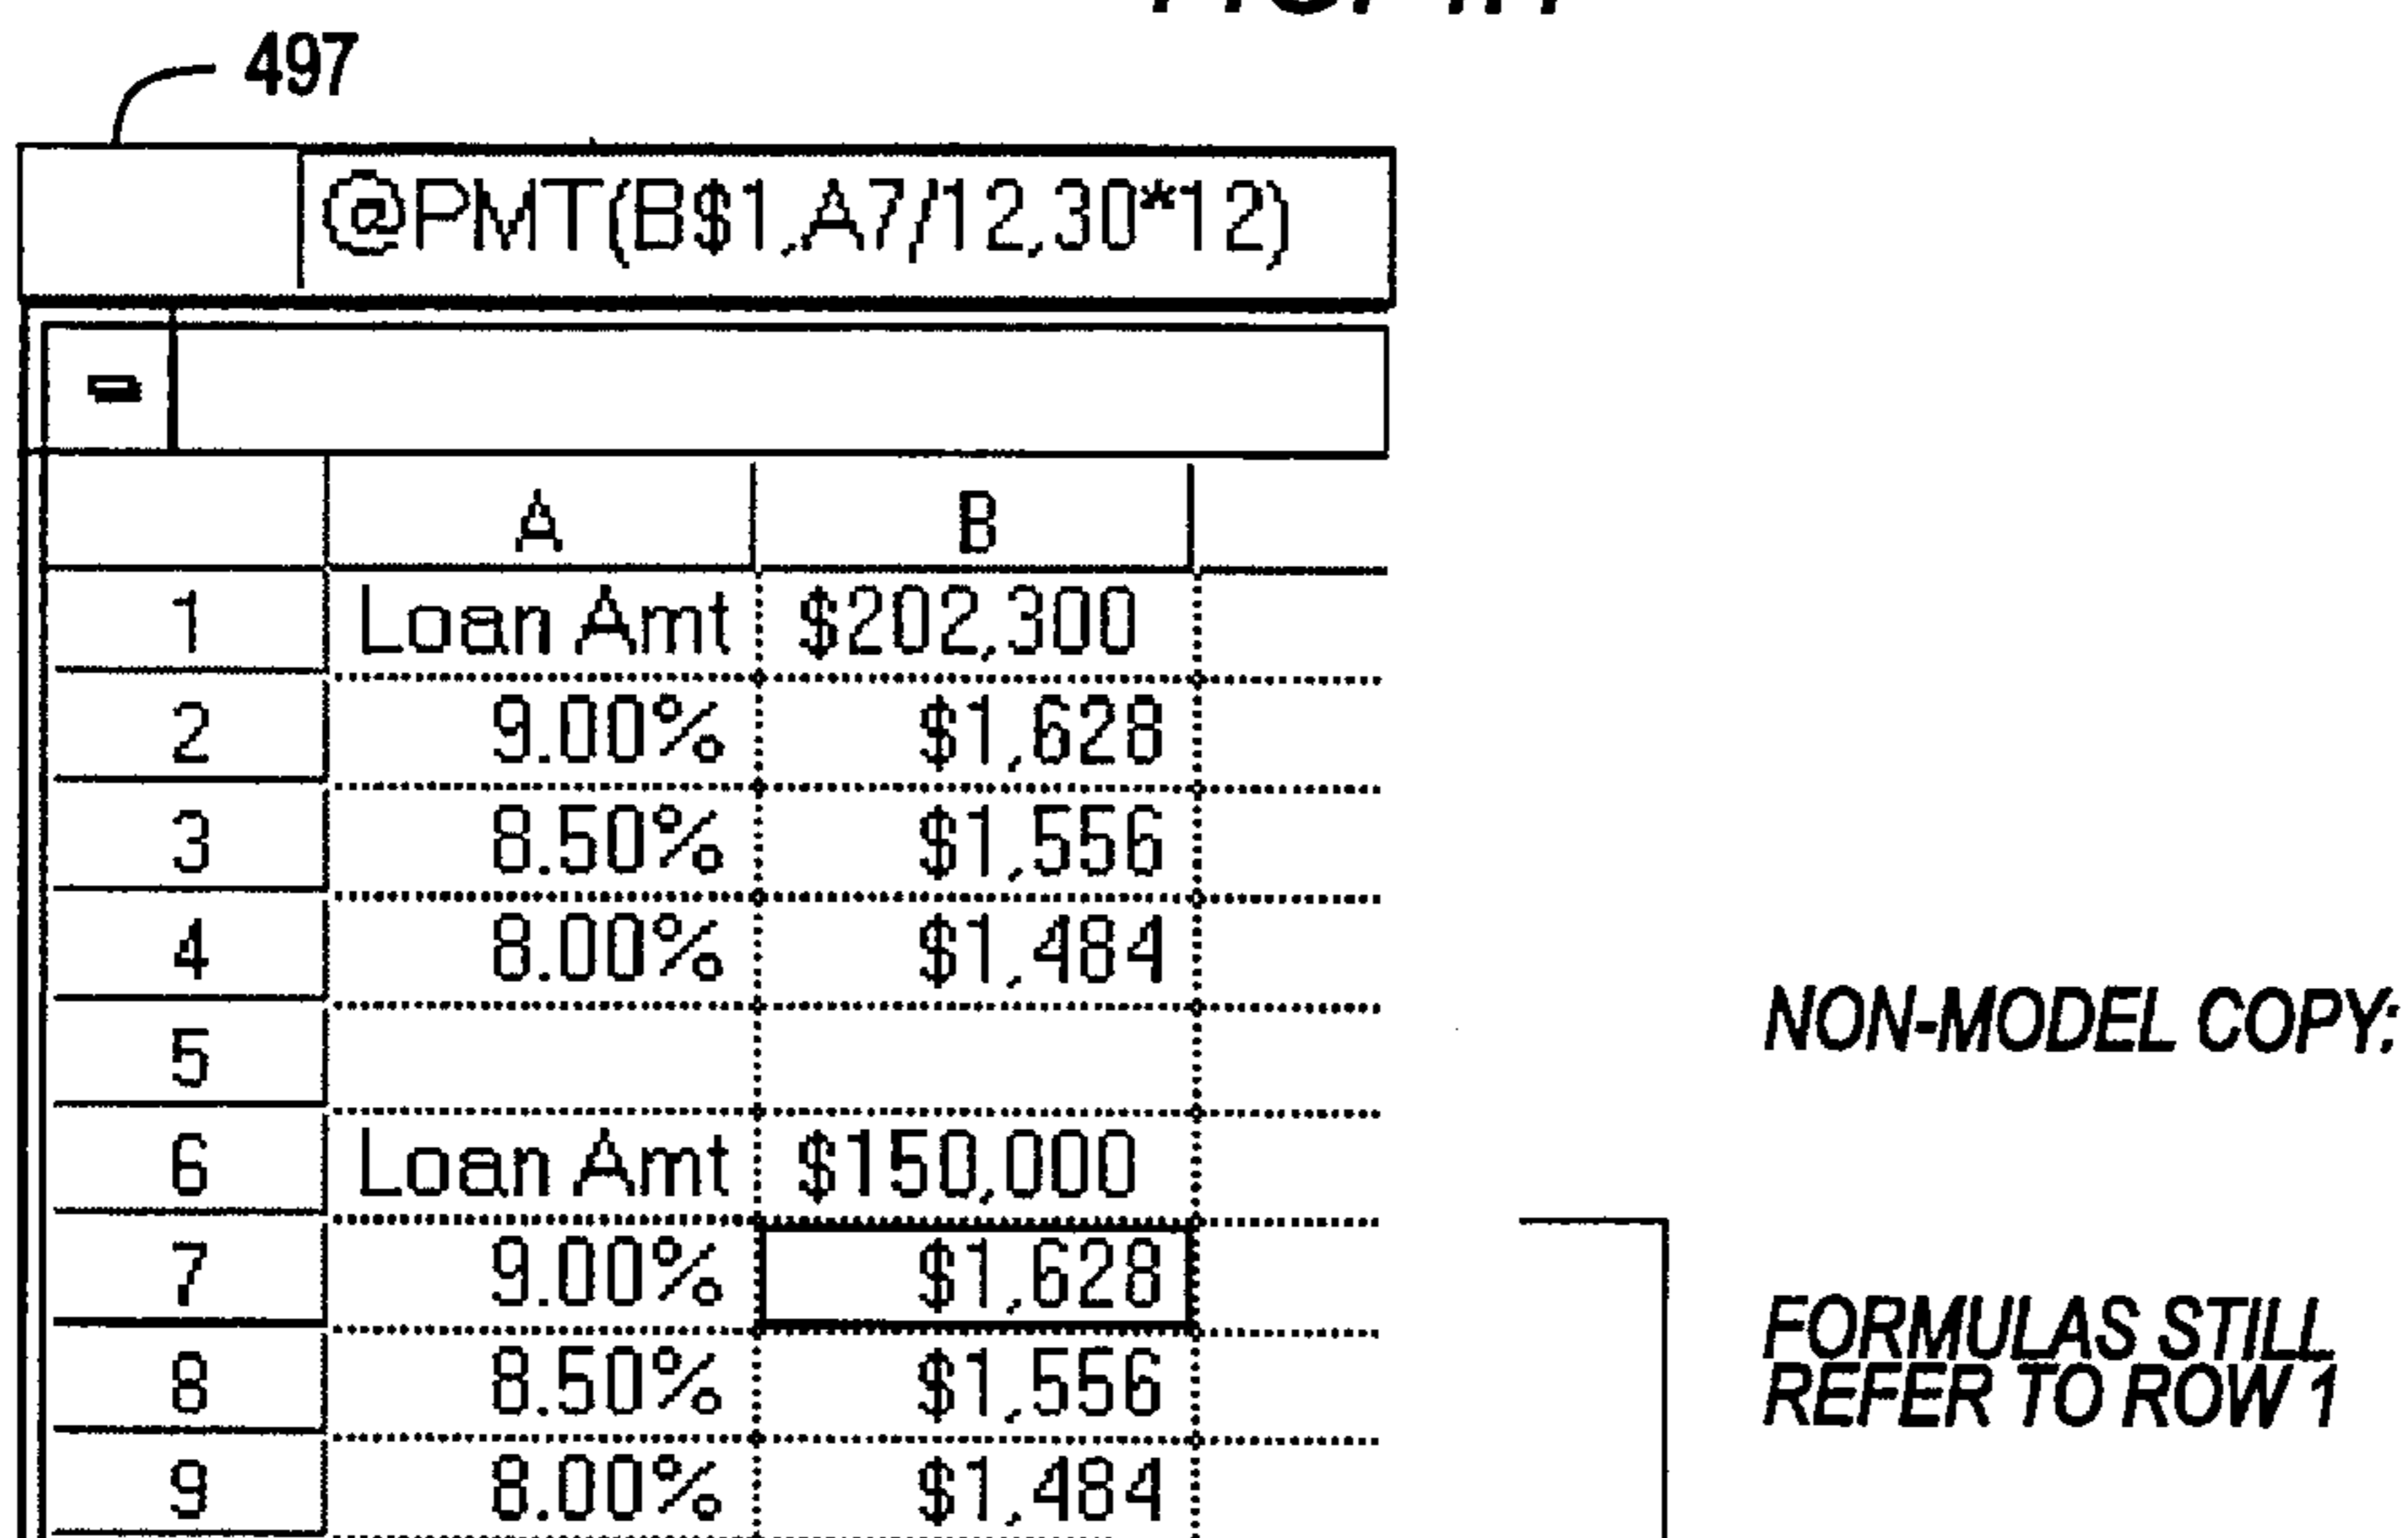 497
@PMT(B$1,A7/12,30*12)
A B
1 Loan Amt $202,300
2 9.00% $1,628
3 8.50% $1,556
4 8.00% $1,484
5
6 Loan Amt $150,000
7 9.00% $1,628
8 8.50% $1,556
9 8.00% $1,484
NON-MODEL COPY:
FORMULAS STILL
REFER TO ROW 1